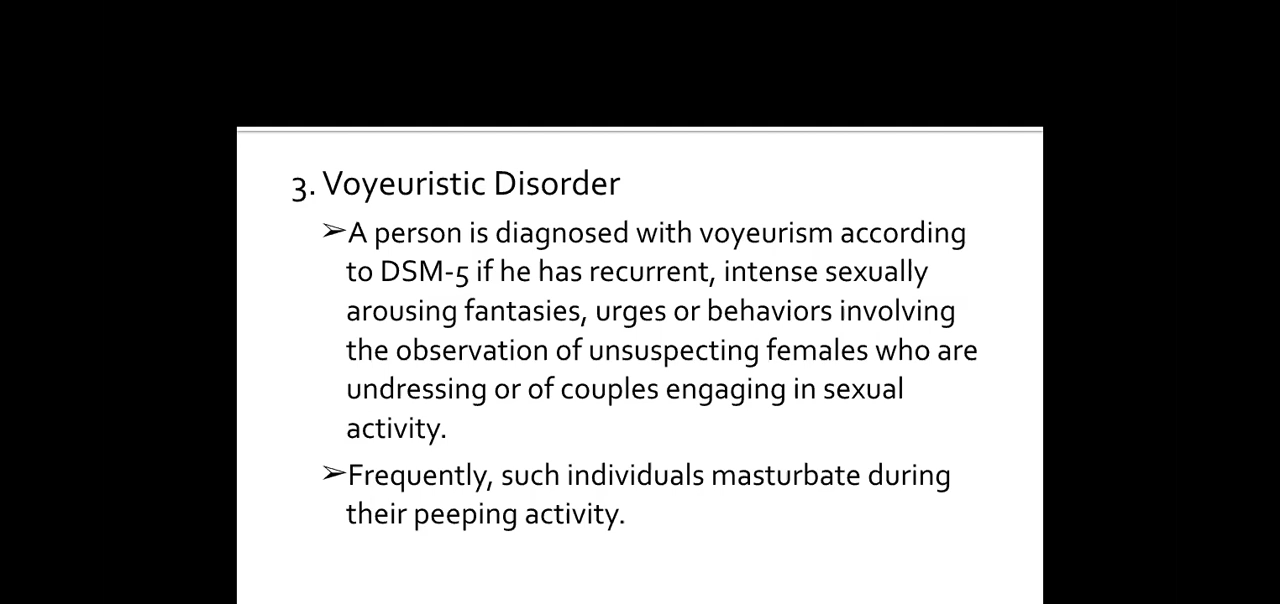 3. Voyeuristic Disorder
➢A person is diagnosed with voyeurism according
to DSM-5 if he has recurrent, intense sexually
arousing fantasies, urges or behaviors involving
the observation of unsuspecting females who are
undressing or of couples engaging in sexual
activity.
➢Frequently, such individuals masturbate during
their peeping activity.